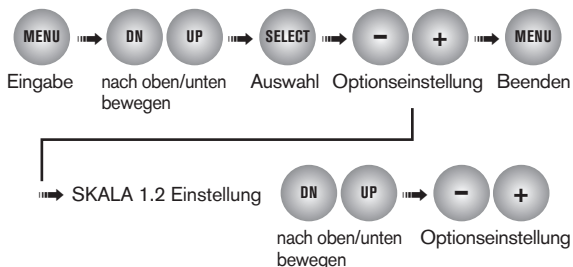 MENU DN UP SELECT - + MENU
Eingabe nach oben/unten Auswahl Optionseinstellung Beenden
bewegen
SKALA 1.2 Einstellung DN UP - +
nach oben/unten Optionseinstellung
bewegen